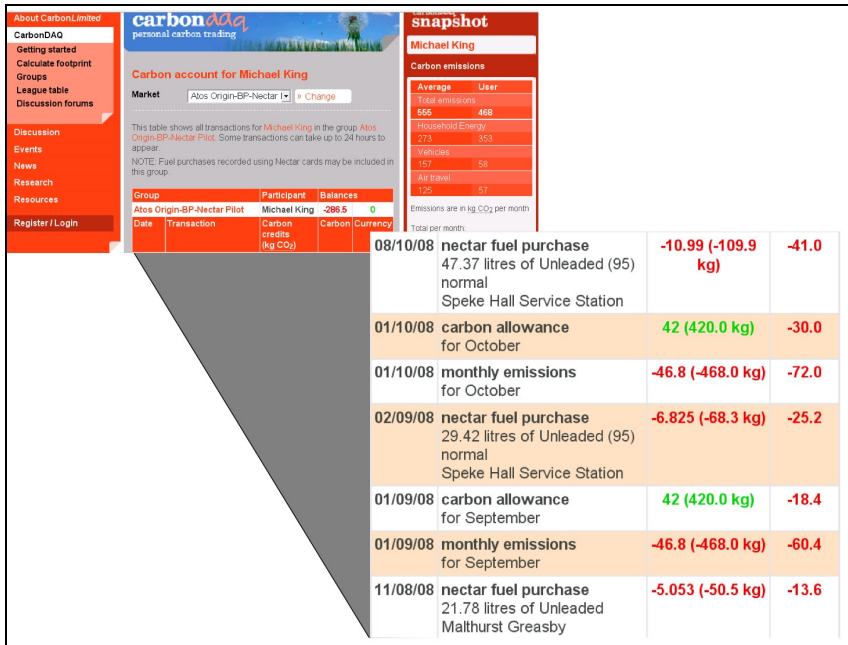 About CarbonLimited
CarbonDAQ
Getting started
Calculate footprint
Groups
League table
Discussion forums
Discussion
Events
News
Research
Resources
Register / Login
carbondaq
personal carbon trading
Carbon account for Michael King
Market Atos Origin-BP-Nectar » Change
This table shows all transactions for Michael King in the group Atos
Origin-BP-Nectar Pilot. Some transactions can take up to 24 hours to
appear.
NOTE: Fuel purchases recorded using Nectar cards may be included in
this group.
Group Participant Balances
Atos Origin-BP-Nectar Pilot Michael King -286.5 0
Date Transaction Carbon Carbon Currency
credits
(kg CO2)
snapshot
Michael King
Carbon emissions
Average User
Total emissions
555 468
Household Energy
273 353
Vehicles
157 58
Air travel
125 57
Emissions are in kg CO2 per month
Total per month:
08/10/08 nectar fuel purchase -10.99 (-109.9 -41.0
47.37 litres of Unleaded (95) kg)
normal
Speke Hall Service Station
01/10/08 carbon allowance 42 (420.0 kg) -30.0
for October
01/10/08 monthly emissions -46.8 (-468.0 kg) -72.0
for October
02/09/08 nectar fuel purchase -6.825 (-68.3 kg) -25.2
29.42 litres of Unleaded (95)
normal
Speke Hall Service Station
01/09/08 carbon allowance 42 (420.0 kg) -18.4
for September
01/09/08 monthly emissions -46.8 (-468.0 kg) -60.4
for September
11/08/08 nectar fuel purchase -5.053 (-50.5 kg) -13.6
21.78 litres of Unleaded
Malthurst Greasby